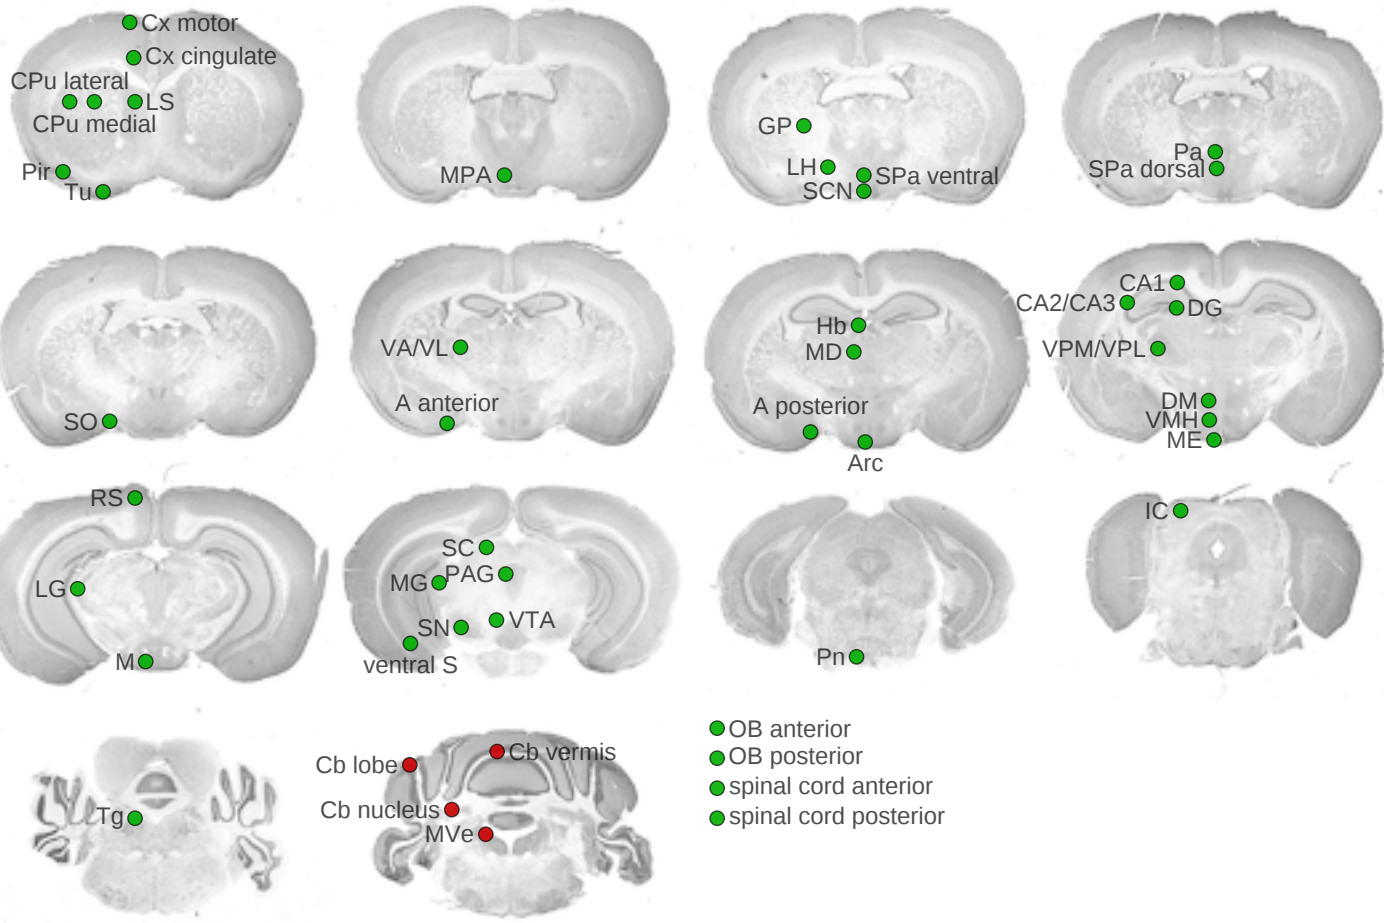 Cx motor
Cx cingulate
CPu lateral
LS
CPu medial
Pir
Tu
MPA
GP
LH
SPa ventral
SCN
Pa
SPa dorsal
SO
VA/VL
A anterior
Hb
MD
A posterior
Arc
CA1
CA2/CA3
DG
VPM/VPL
DM
VMH
ME
RS
LG
M
SC
MG
PAG
SN
VTA
ventral S
Pn
IC
Tg
Cb lobe
Cb vermis
Cb nucleus
MVe
OB anterior
OB posterior
spinal cord anterior
spinal cord posterior